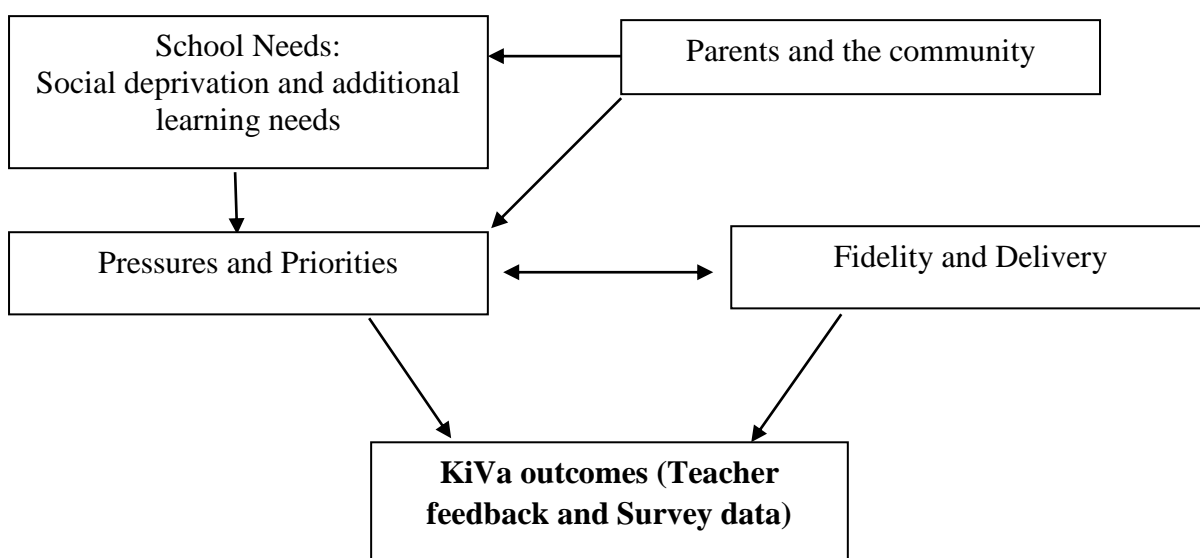 School Needs:
Social deprivation and additional
learning needs
Parents and the community
Pressures and Priorities
Fidelity and Delivery
KiVa outcomes (Teacher
feedback and Survey data)